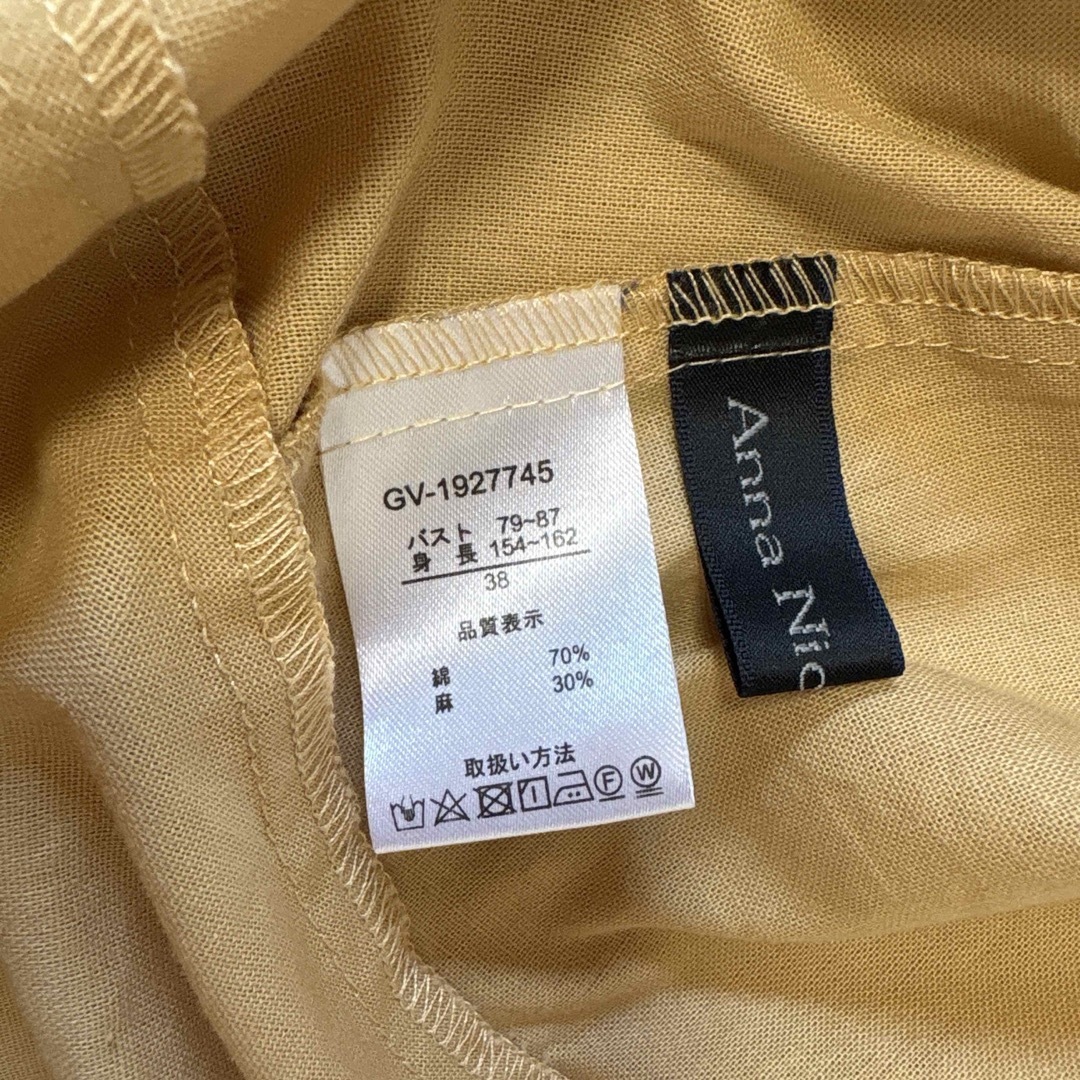 GV-1927745
バスト 79~87
身長 154~162
38
品質表示
綿 70%
麻 30%
取扱い方法
F W
Anna